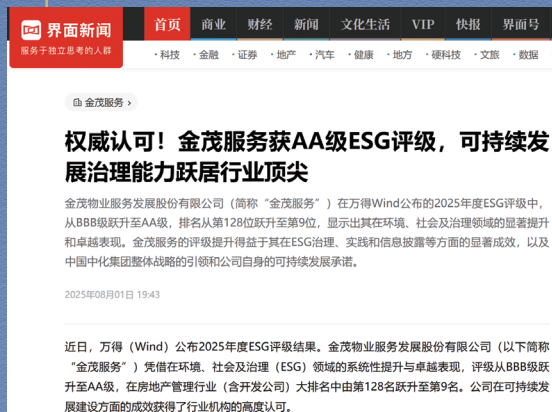 界面新闻
服务于独立思考的人群
首页 商业 财经 新闻 文化生活 VIP 快报 界面号
·科技 ·金融 ·证券 ·地产 ·汽车 ·健康 ·地方 ·硬科技 ·文旅 ·数据
金茂服务 >
权威认可！金茂服务获AA级ESG评级，可持续发
展治理能力跃居行业顶尖
金茂物业服务发展股份有限公司（简称“金茂服务”）在万得Wind公布的2025年度ESG评级中，
从BBB级跃升至AA级，排名从第128位跃升至第9位，显示出其在环境、社会及治理领域的显著提升
和卓越表现。金茂服务的评级提升得益于其在ESG治理、实践和信息披露等方面的显著成效，以及
中国中化集团整体战略的引领和公司自身的可持续发展承诺。
2025年08月01日 19:43
近日，万得（Wind）公布2025年度ESG评级结果。金茂物业服务发展股份有限公司（以下简称
“金茂服务”）凭借在环境、社会及治理（ESG）领域的系统性提升与卓越表现，评级从BBB级跃
升至AA级，在房地产管理行业（含开发公司）大排名中由第128名跃升至第9名。公司在可持续发
展建设方面的成效获得了行业机构的高度认可。